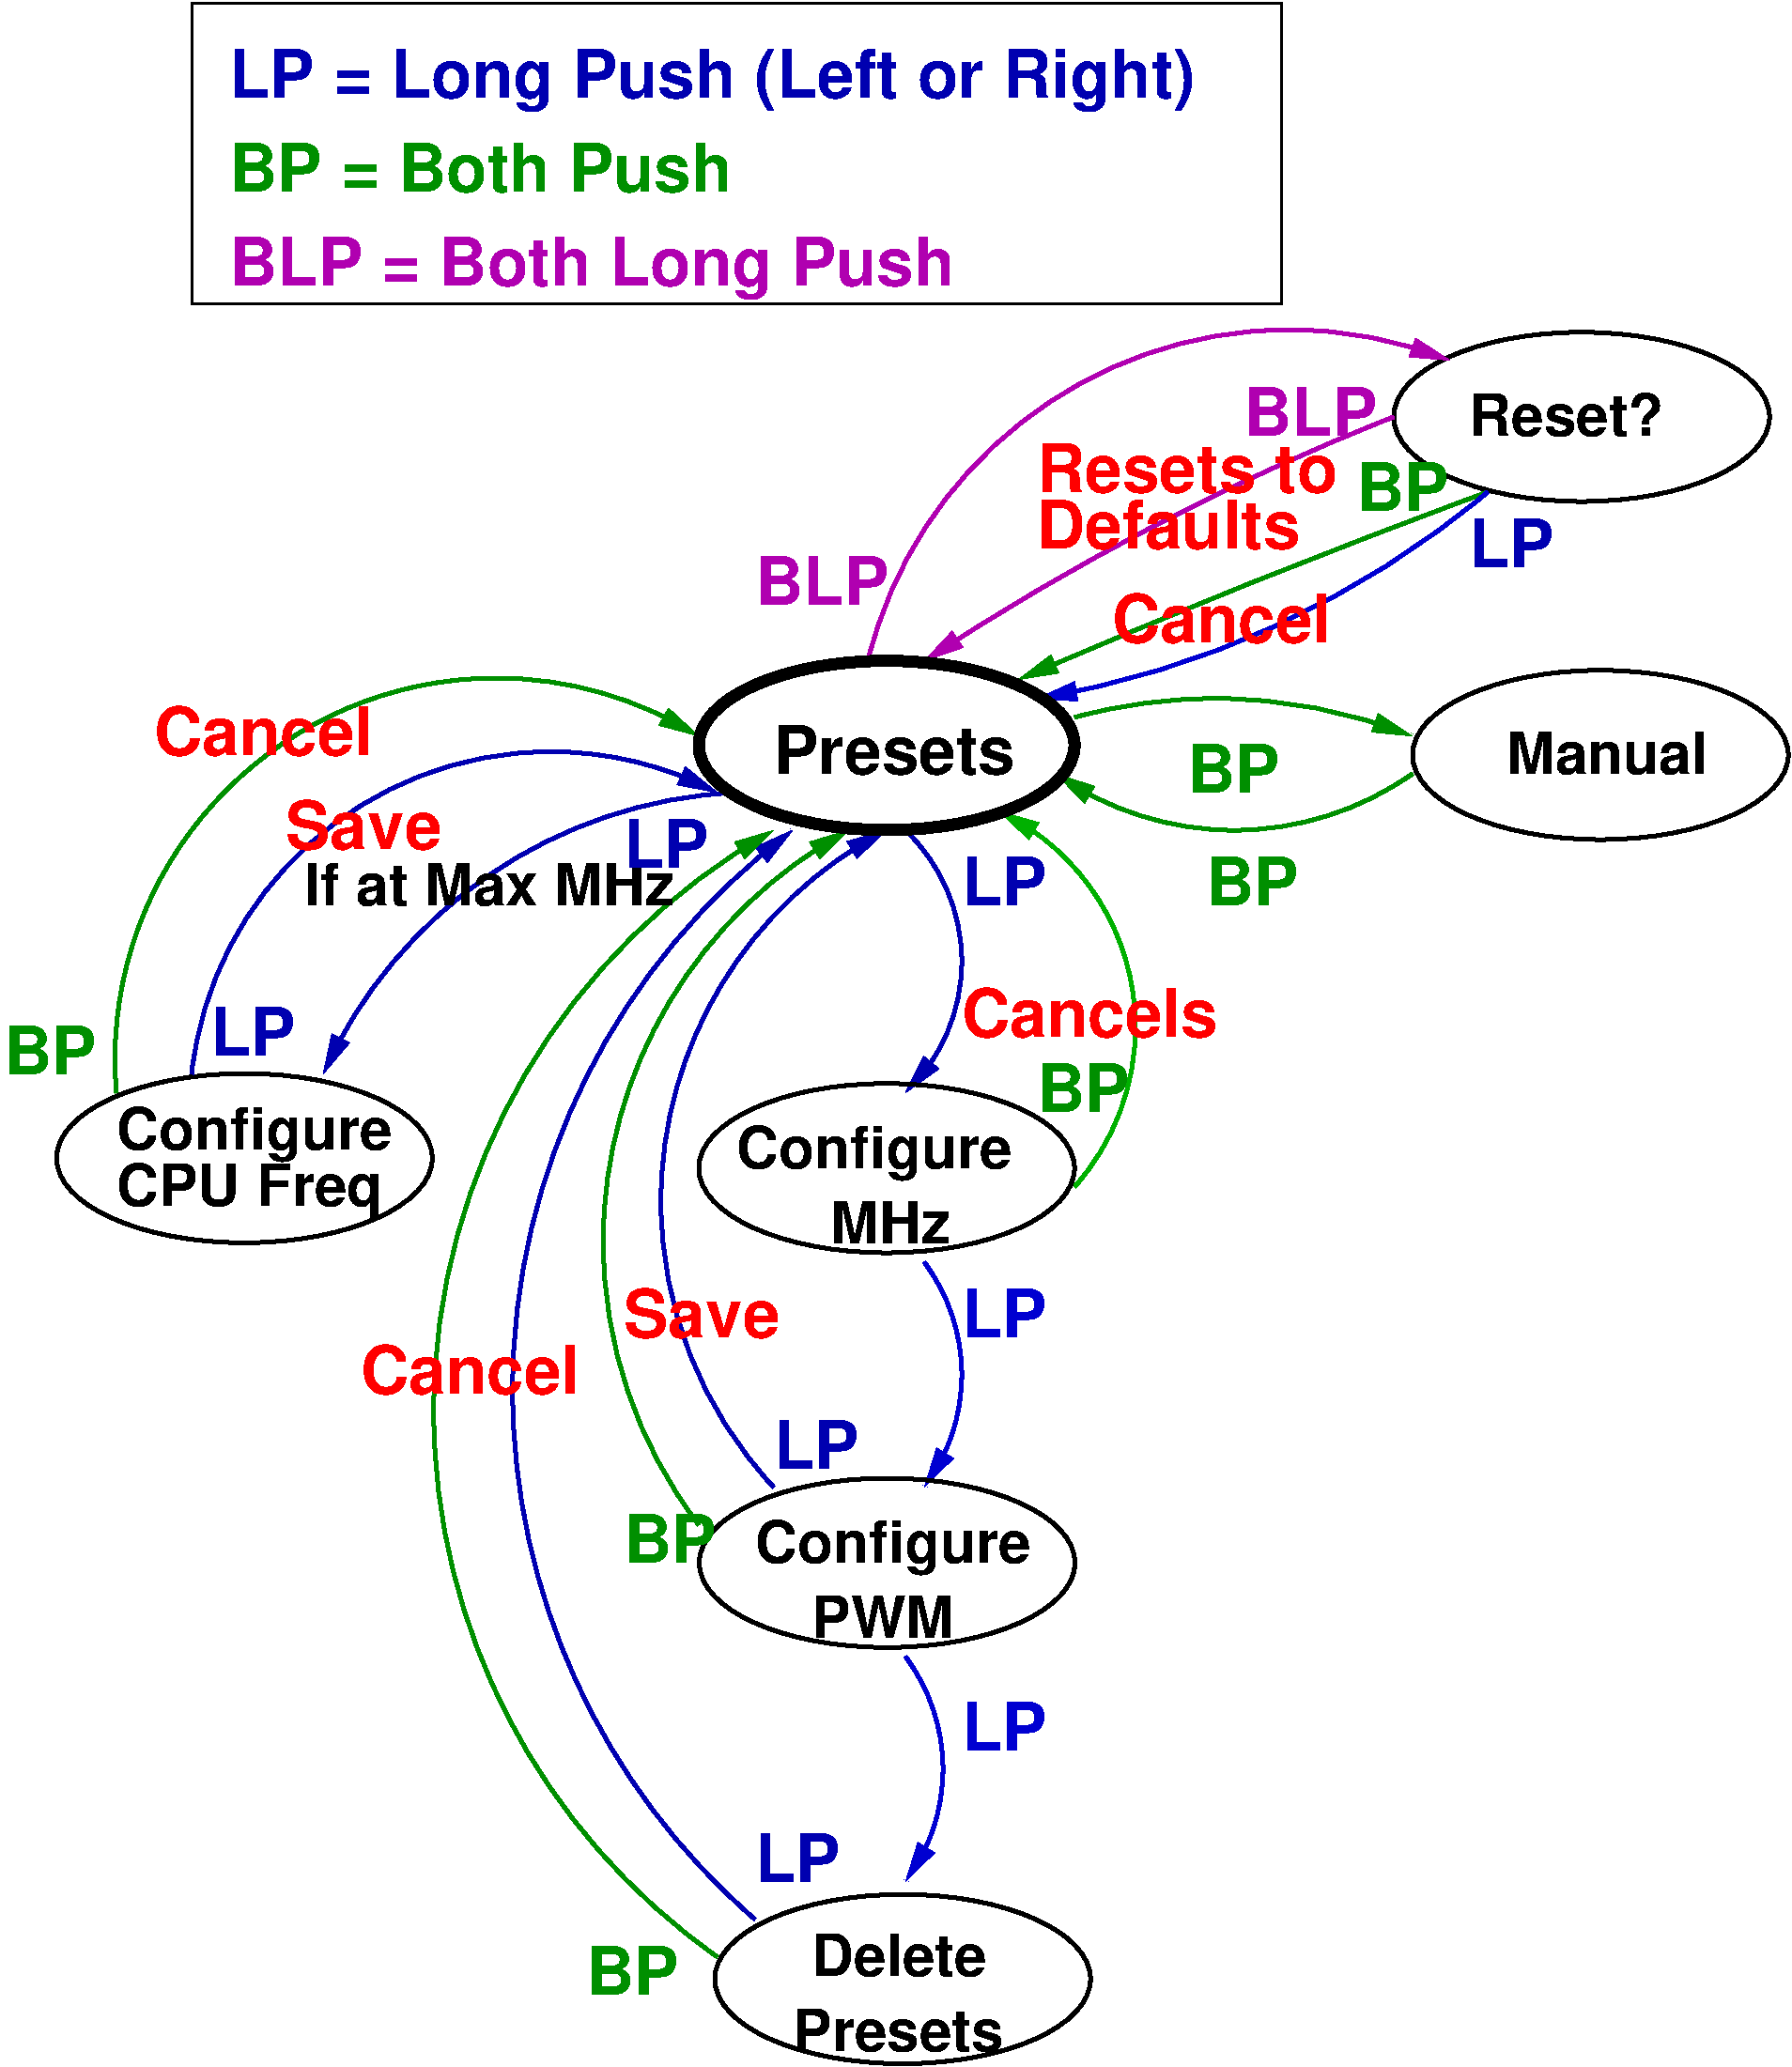 LP = Long Push (Left or Right)
BP = Both Push
BLP = Both Long Push
BLP
Reset?
Resets to
Defaults
BP
LP
BLP
Cancel
Cancel
Presets
BP
Manual
Save
LP
If at Max MHz
LP
BP
LP
BP
Cancels
BP
Configure
CPU Freq
Configure
MHz
Save
LP
Cancel
LP
BP
Configure
PWM
LP
LP
BP
Delete
Presets